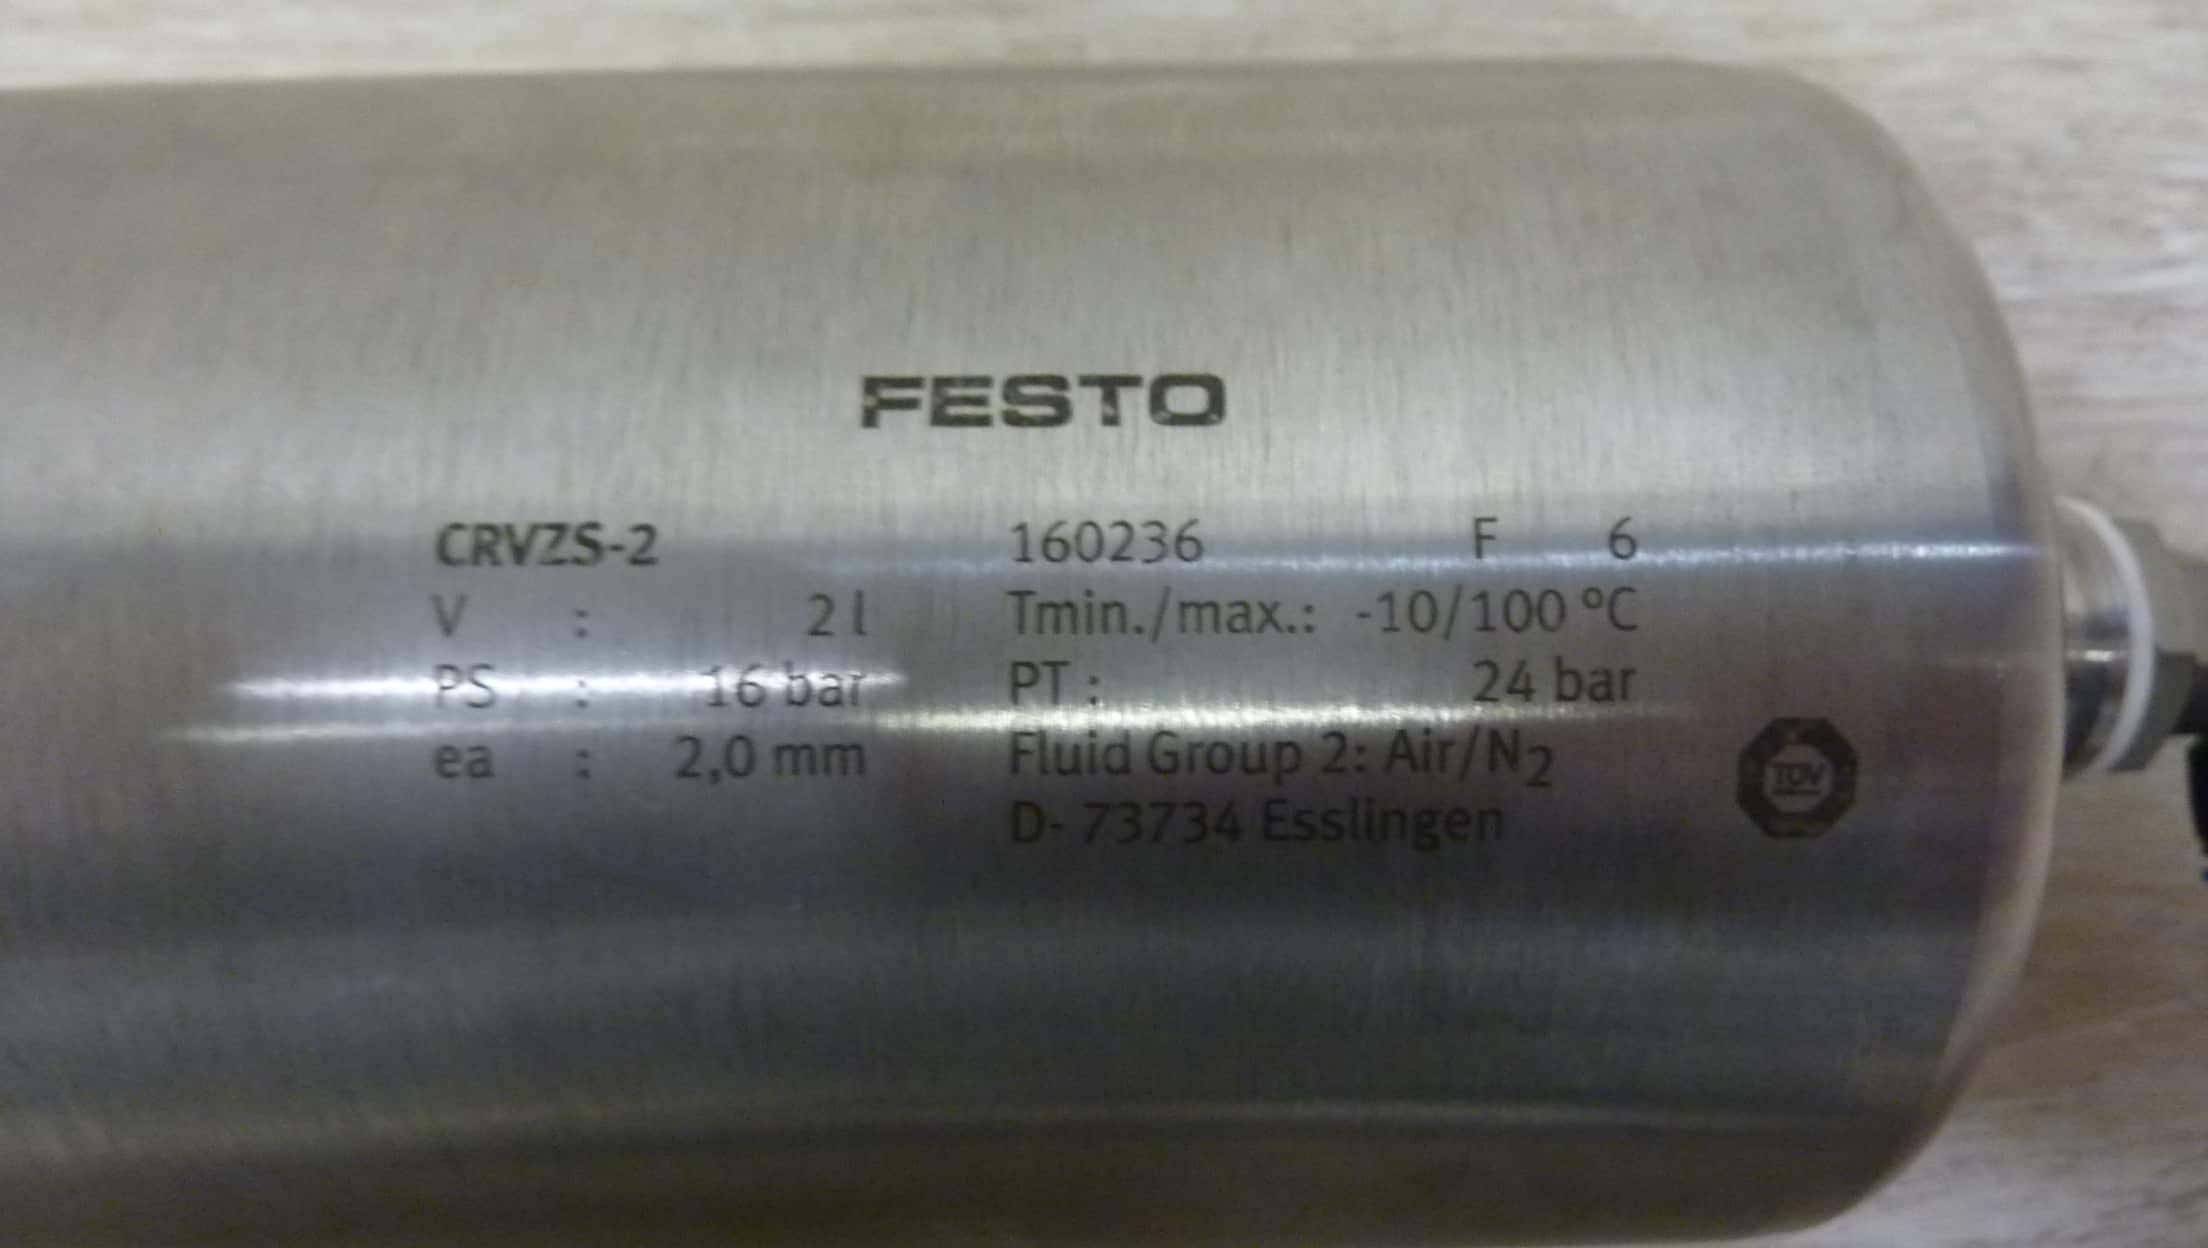 FESTO
CRVZS-2 160236 F 6
V : 2 l Tmin./max.: -10/100 °C
PS : 16 bar PT : 24 bar
ea : 2,0 mm Fluid Group 2: Air/N₂
D- 73734 Esslingen
TÜV